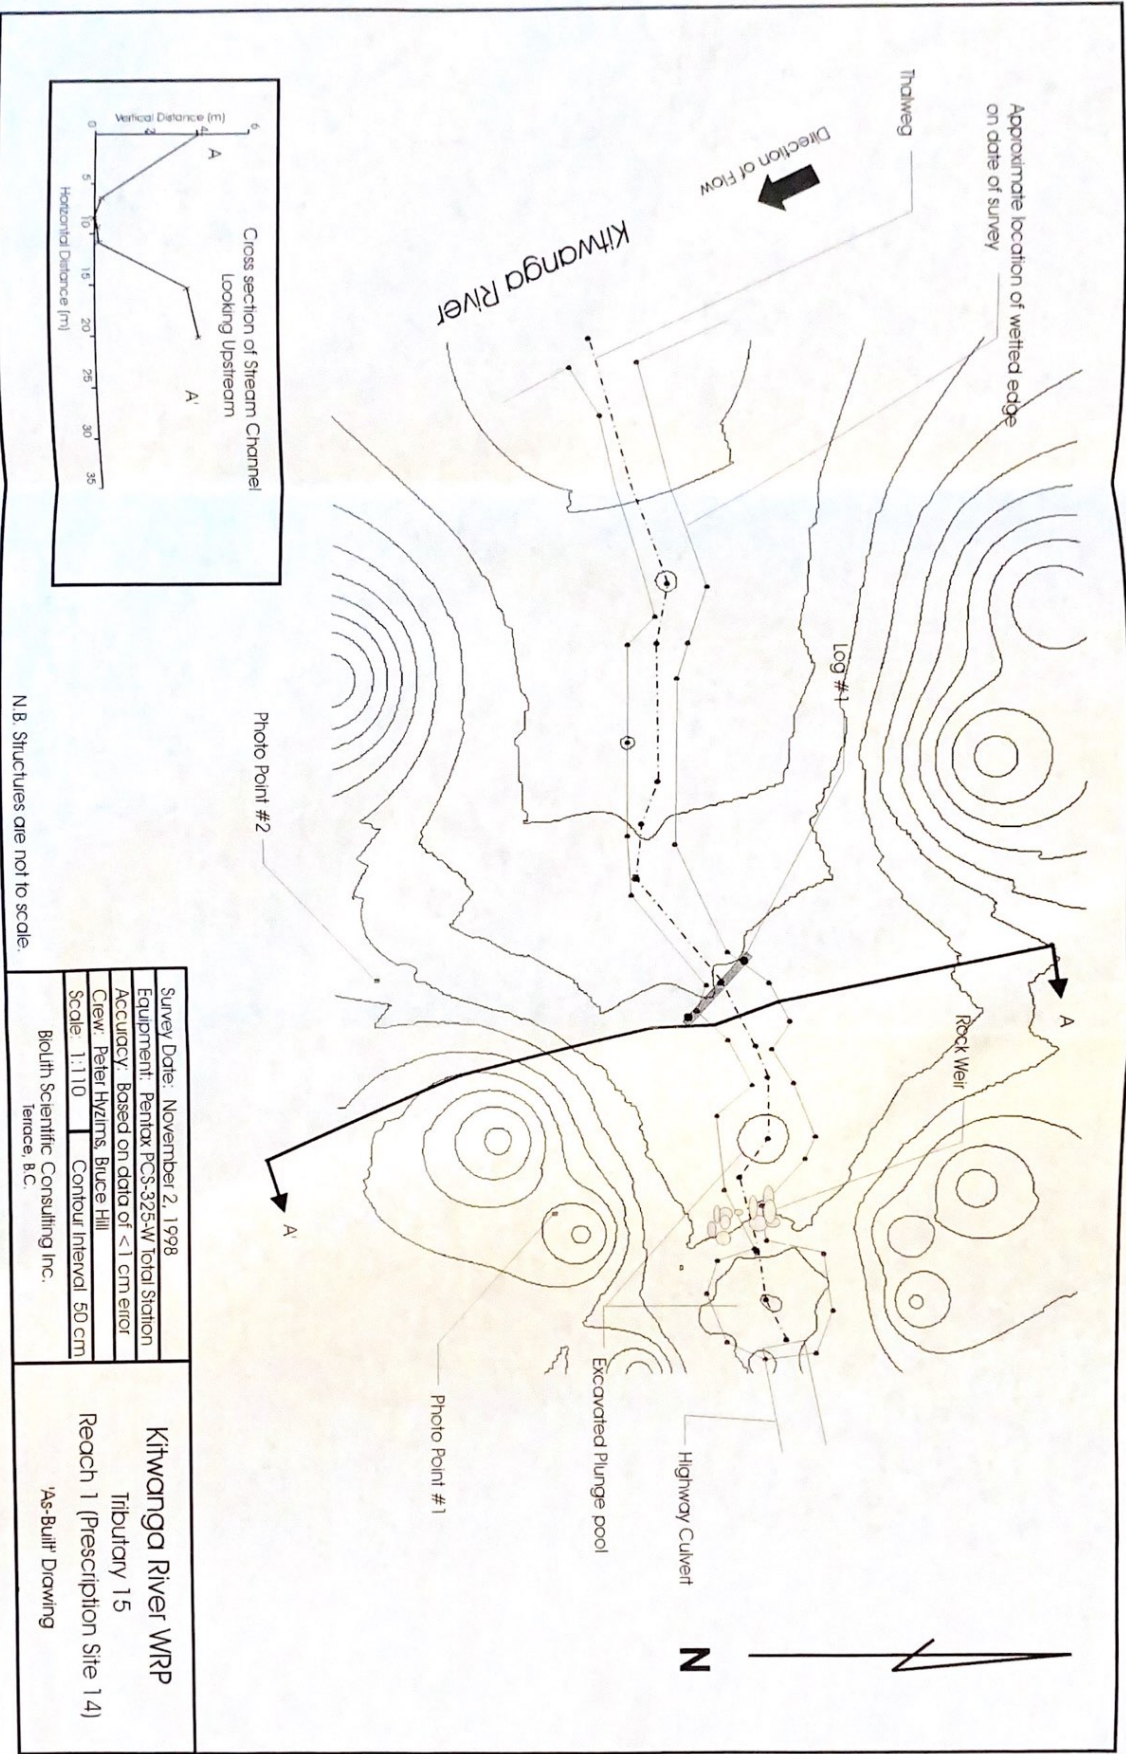 Approximate location of wetted edge
on date of survey
Thalweg
Direction of Flow
Kitwanga River
Log #1
Rock Weir
A
A'
Highway Culvert
Excavated Plunge pool
Photo Point #1
Photo Point #2
N
Cross section of Stream Channel
Looking Upstream
A
A'
Vertical Distance (m)
0
2
4
6
0 5 10 15 20 25 30 35
Horizontal Distance (m)
N.B. Structures are not to scale.
Survey Date: November 2, 1998
Equipment: Pentax PCS-325-W Total Station
Accuracy: Based on data of <1 cm error
Crew: Peter Hyzims, Bruce Hill
Scale: 1:110 Contour Interval 50 cm
BioLith Scientific Consulting Inc.
Terrace, B.C.
Kitwanga River WRP
Tributary 15
Reach 1 (Prescription Site 14)
'As-Built' Drawing